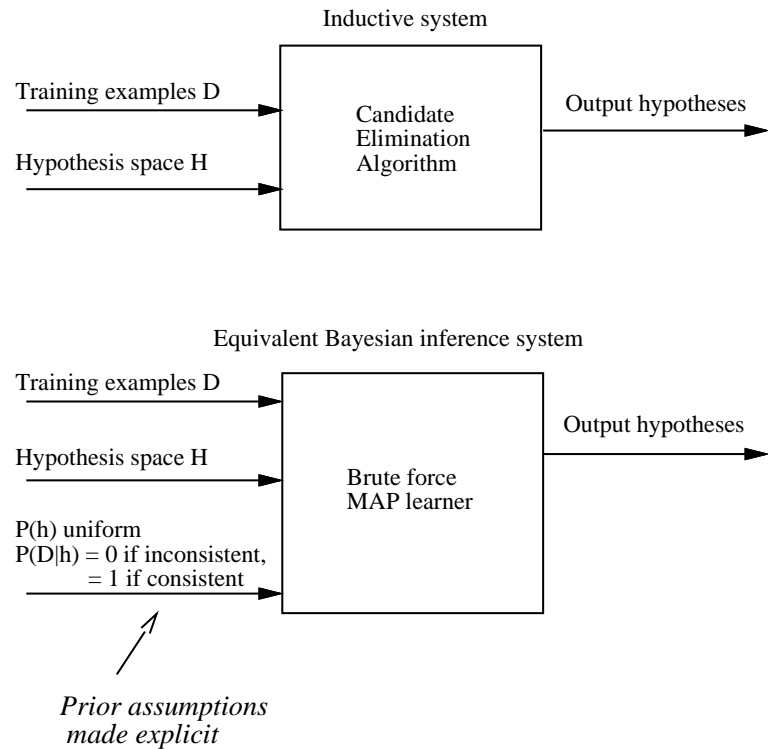 Inductive system
Training examples D
Hypothesis space H
Candidate
Elimination
Algorithm
Output hypotheses
Equivalent Bayesian inference system
Training examples D
Hypothesis space H
P(h) uniform
P(D|h) = 0 if inconsistent,
= 1 if consistent
Brute force
MAP learner
Output hypotheses
Prior assumptions
made explicit